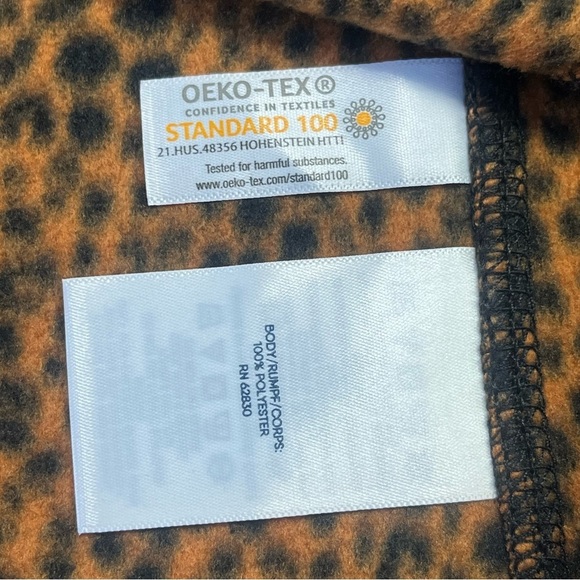 OEKO-TEX®
CONFIDENCE IN TEXTILES
STANDARD 100
21.HUS.48356 HOHENSTEIN HTTI
Tested for harmful substances.
www.oeko-tex.com/standard100
BODY/RUMPF/CORPS:
100% POLYESTER
RN 62830